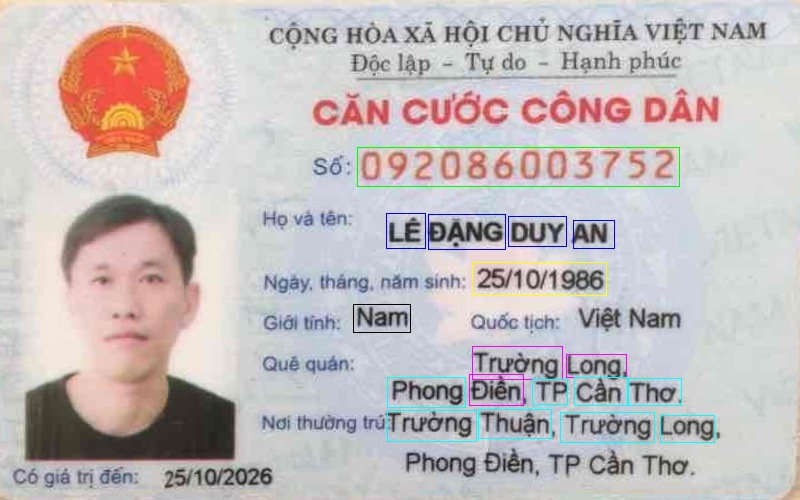 CỘNG HÒA XÃ HỘI CHỦ NGHĨA VIỆT NAM
Độc lập - Tự do - Hạnh phúc
CĂN CƯỚC CÔNG DÂN
Số: 092086003752
Họ và tên: LÊ ĐẶNG DUY AN
Ngày, tháng, năm sinh: 25/10/1986
Giới tính: Nam Quốc tịch: Việt Nam
Quê quán: Trường Long,
Phong Điền, TP Cần Thơ.
Nơi thường trú: Trường Thuận, Trường Long,
Phong Điền, TP Cần Thơ.
Có giá trị đến: 25/10/2026